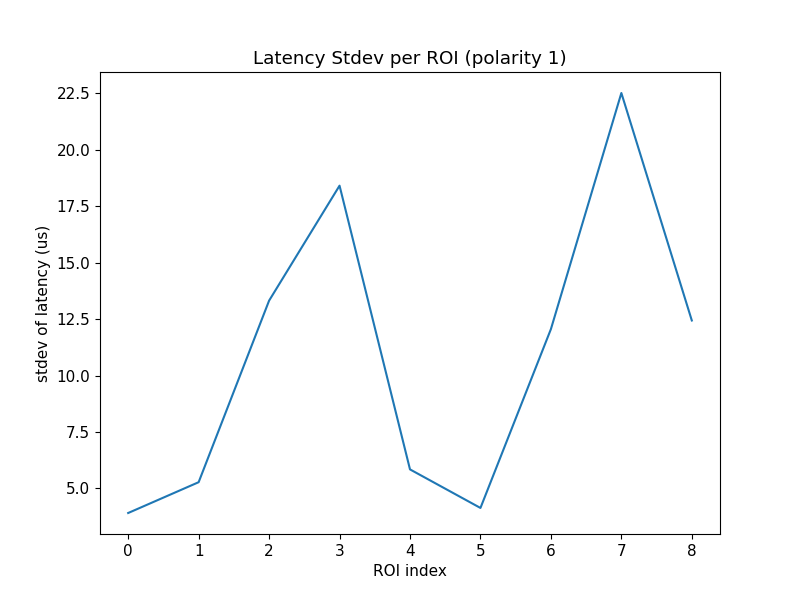 Latency Stdev per ROI (polarity 1)
22.5
20.0
17.5
15.0
12.5
10.0
7.5
5.0
stdev of latency (us)
0 1 2 3 4 5 6 7 8
ROI index